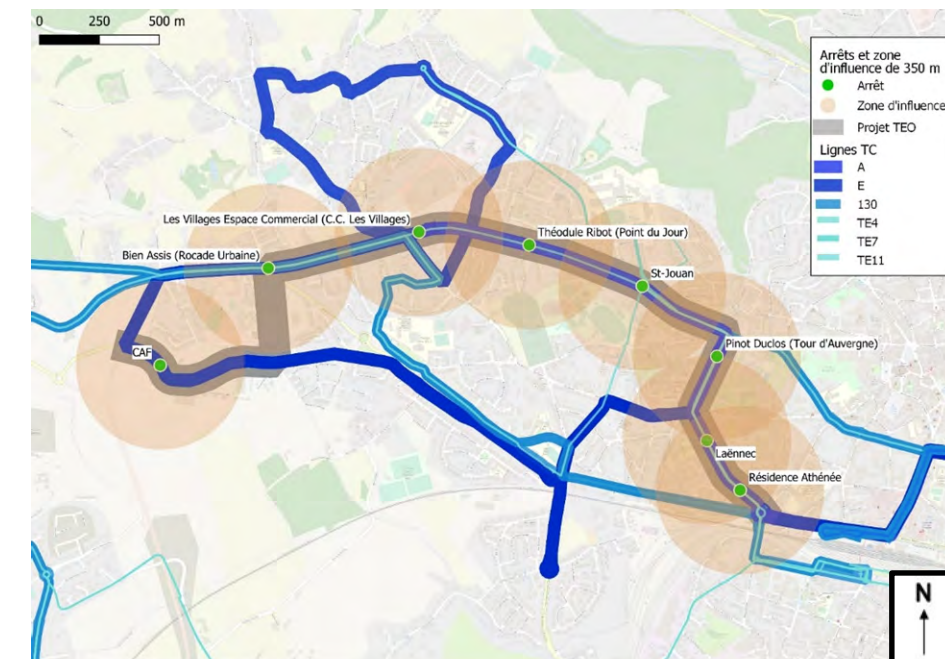 0 250 500 m
Arrêts et zone
d'influence de 350 m
Arrêt
Zone d'influence
Projet TEO
Lignes TC
A
E
130
TE4
TE7
TE11
Les Villages Espace Commercial (C.C. Les Villages)
Théodule Ribot (Point du Jour)
Bien Assis (Rocade Urbaine)
St-Jouan
Pinot Duclos (Tour d'Auvergne)
CAF
Laënnec
Résidence Athénée
N